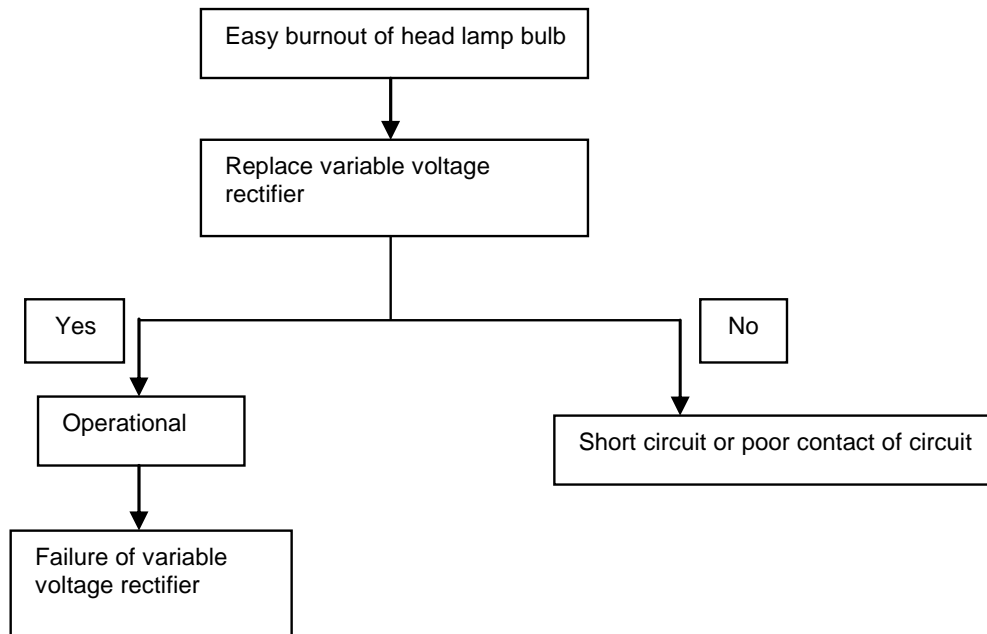 Easy burnout of head lamp bulb
Replace variable voltage
rectifier
Yes
No
Operational
Short circuit or poor contact of circuit
Failure of variable
voltage rectifier